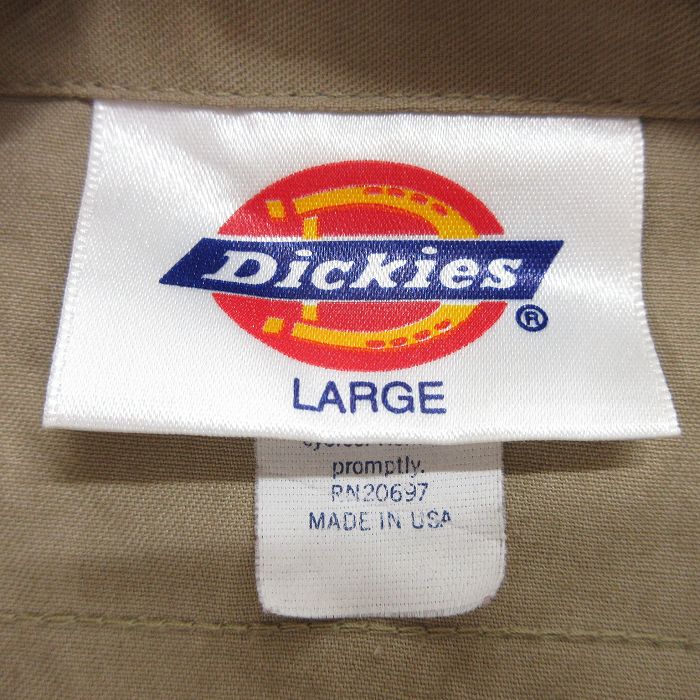 Dickies
®
LARGE
promptly.
RN20697
MADE IN USA